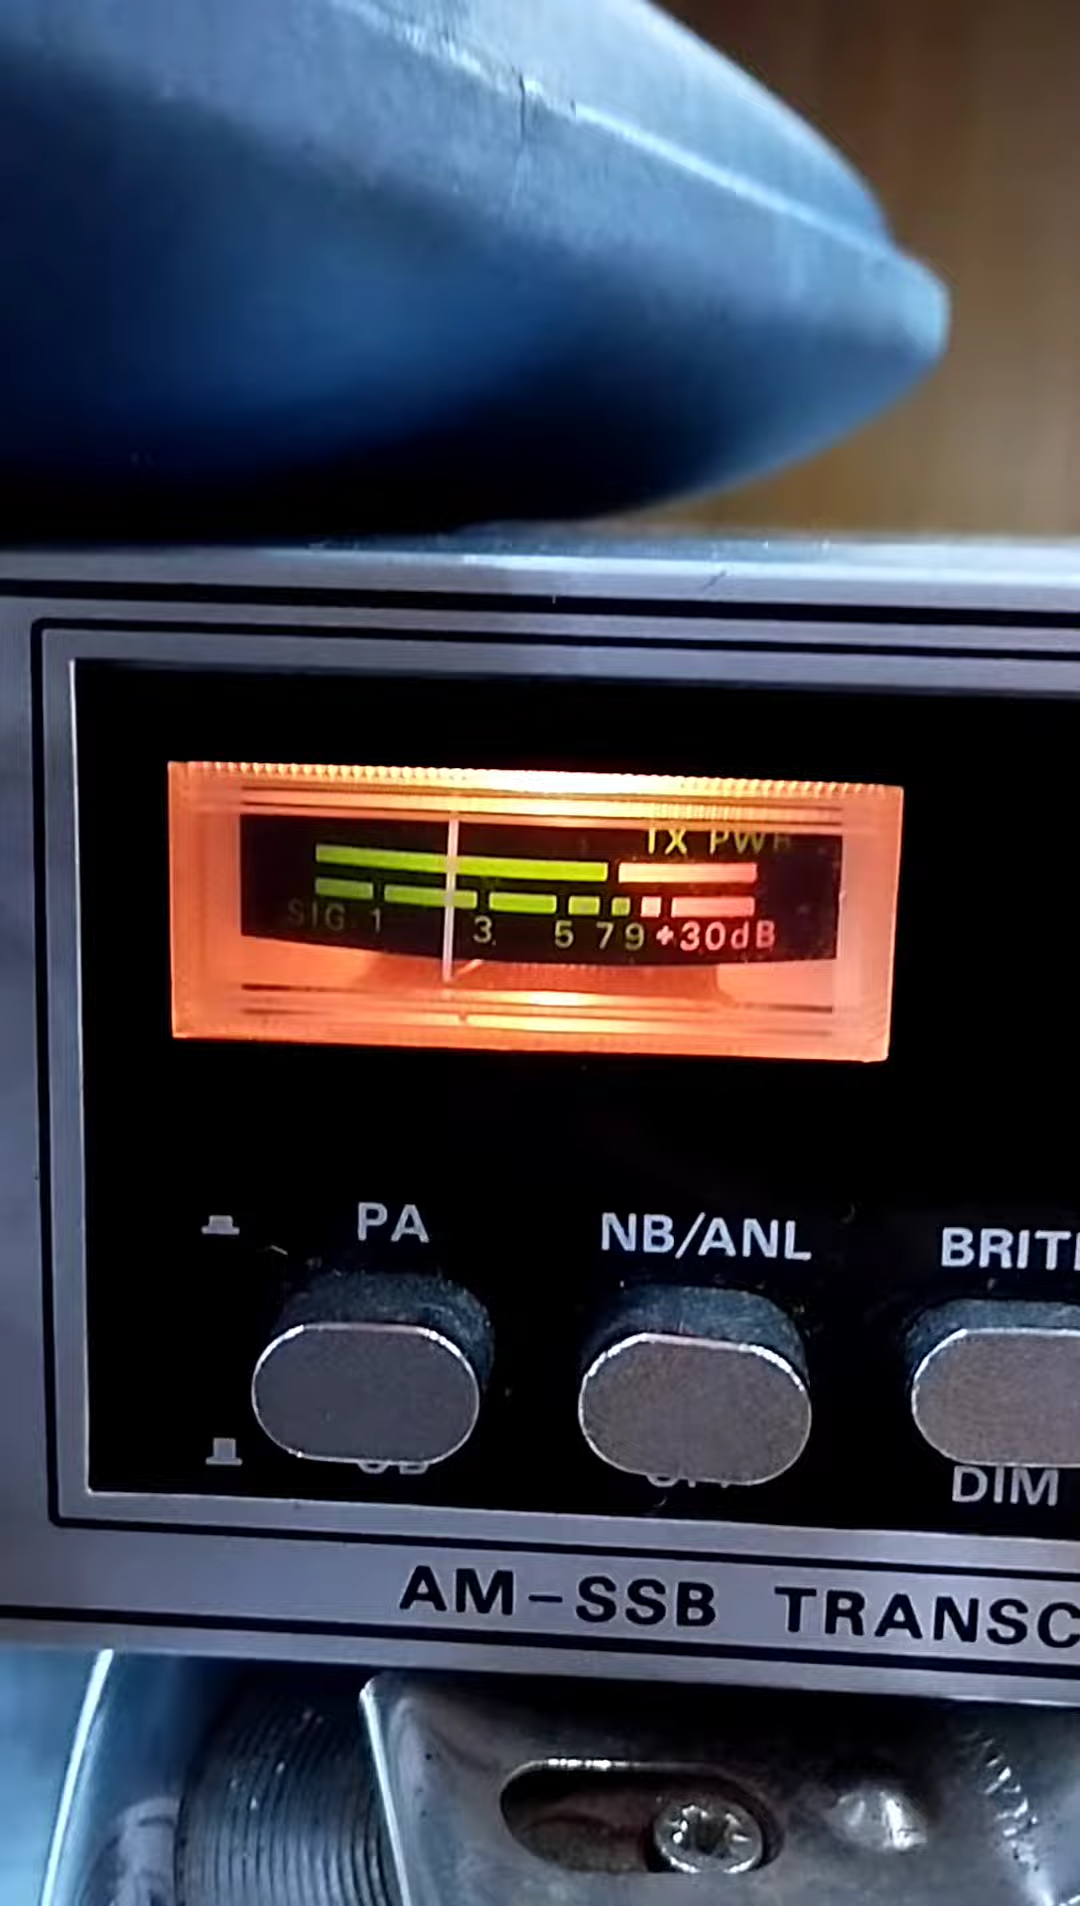 TX PWR
SIG 1 3 5 7 9 +30dB
PA NB/ANL BRITE
DIM
AM-SSB TRANSC